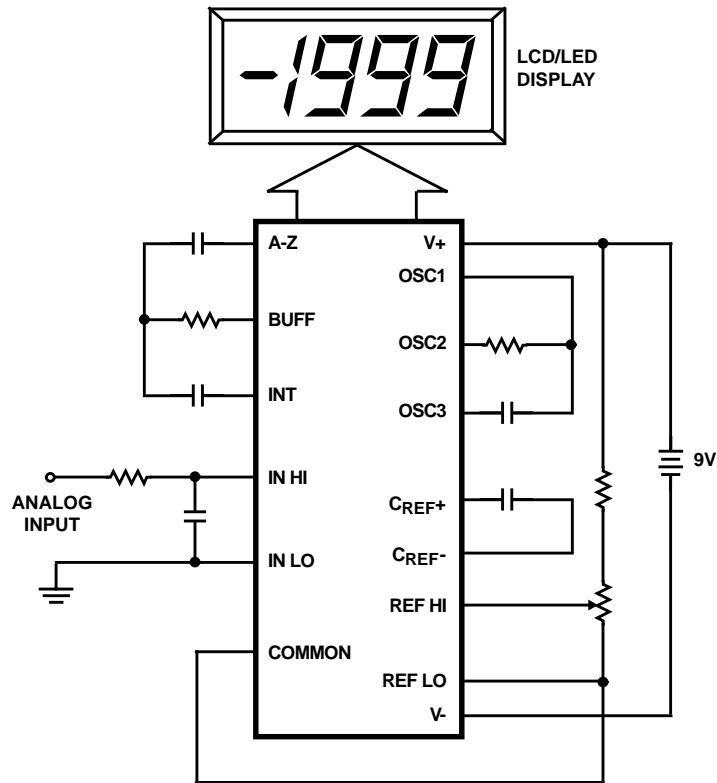 -1999
LCD/LED
DISPLAY
A-Z
BUFF
INT
IN HI
ANALOG
INPUT
IN LO
COMMON
V+
OSC1
OSC2
OSC3
CREF+
CREF-
REF HI
REF LO
V-
9V